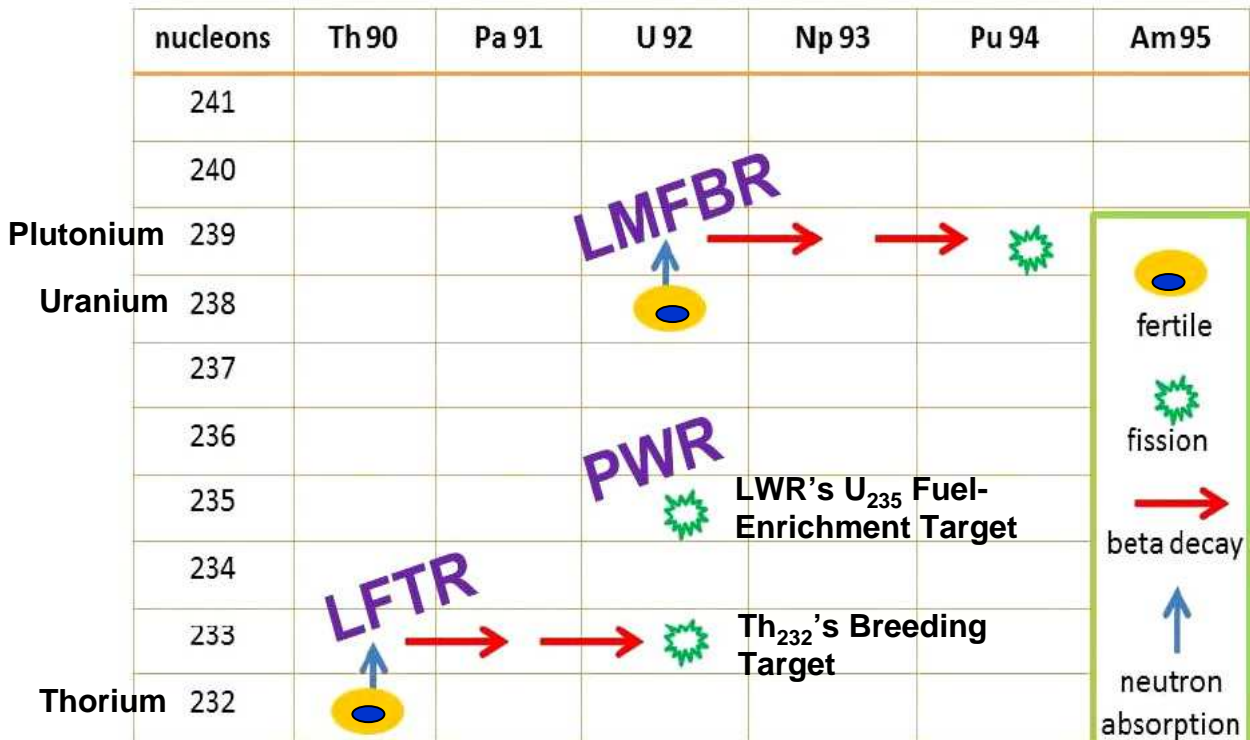 nucleons Th 90 Pa 91 U 92 Np 93 Pu 94 Am 95
241
240
LMFBR
Plutonium 239
Uranium 238
fertile
237
236
PWR
fission
235
LWR's U235 Fuel-
Enrichment Target
beta decay
234
LFTR
233
Th232's Breeding
Target
Thorium 232
neutron
absorption